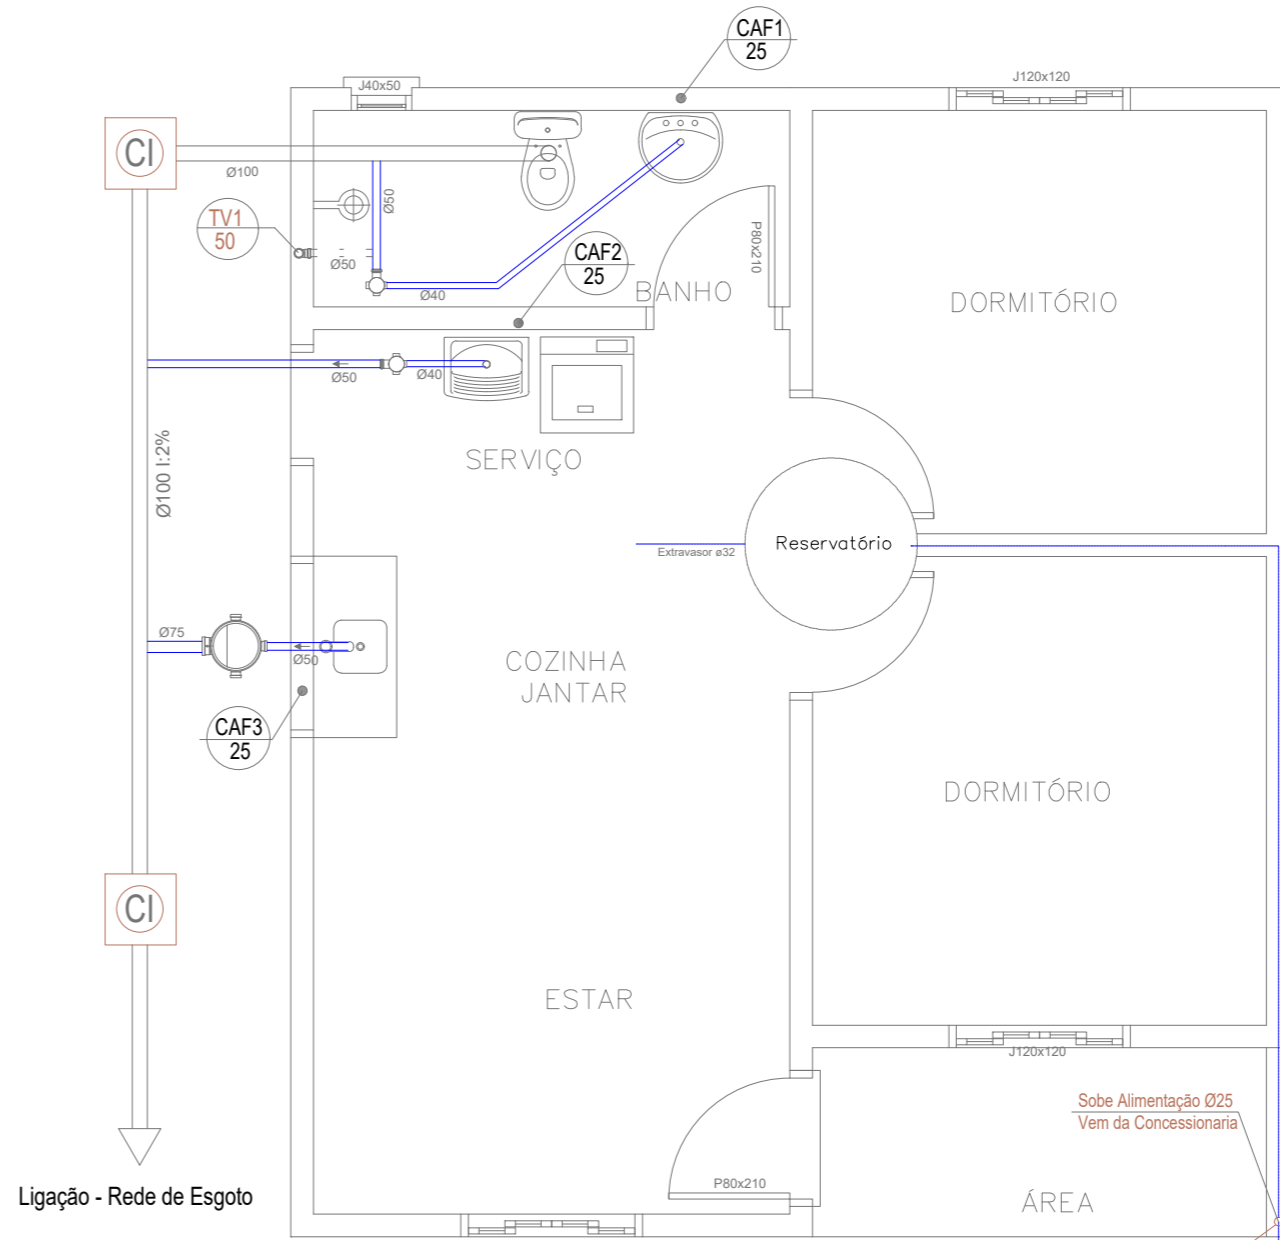 CAF1
25
J40x50
J120x120
CI
Ø100
Ø50
TV1
50
Ø50
CAF2
25
P80x210
Ø40
BANHO
DORMITÓRIO
Ø50
Ø40
Ø100 I:2%
SERVIÇO
Extravasor ø32
Reservatório
Ø75
Ø50
COZINHA
JANTAR
CAF3
25
DORMITÓRIO
CI
ESTAR
J120x120
Sobe Alimentação Ø25
Vem da Concessionaria
P80x210
ÁREA
Ligação - Rede de Esgoto